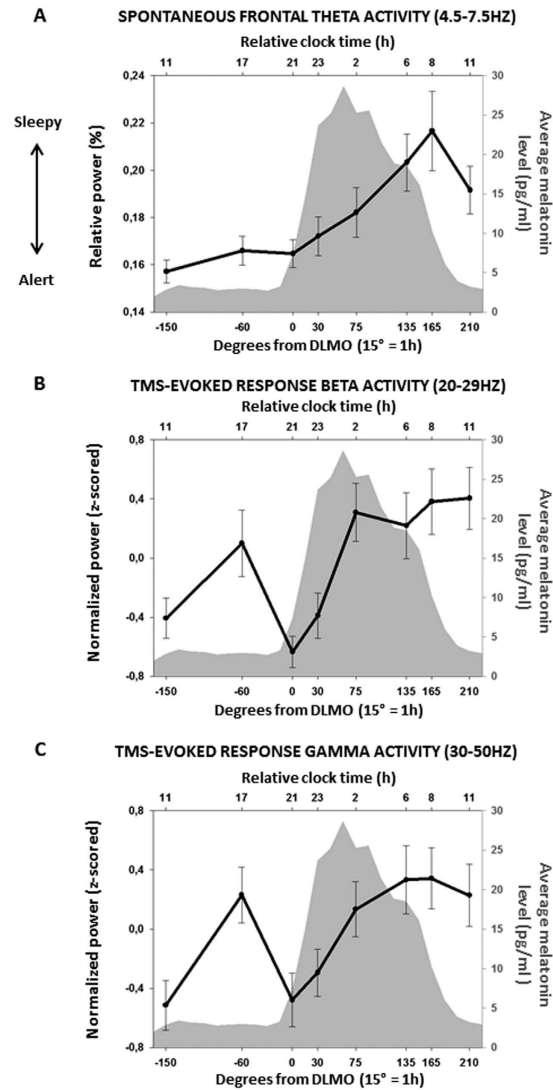 A
SPONTANEOUS FRONTAL THETA ACTIVITY (4.5-7.5HZ)
Relative clock time (h)
11 17 21 23 2 6 8 11
Sleepy
Alert
Relative power (%)
0,24
0,22
0,20
0,18
0,16
0,14
30
25
20
15
10
5
0
Average melatonin
level (pg/ml)
-150 -60 0 30 75 135 165 210
Degrees from DLMO (15° = 1h)
B
TMS-EVOKED RESPONSE BETA ACTIVITY (20-29HZ)
Relative clock time (h)
11 17 21 23 2 6 8 11
Normalized power (z-scored)
0,8
0,4
0,0
-0,4
-0,8
30
25
20
15
10
5
0
Average melatonin
level (pg/ml)
-150 -60 0 30 75 135 165 210
Degrees from DLMO (15° = 1h)
C
TMS-EVOKED RESPONSE GAMMA ACTIVITY (30-50HZ)
Relative clock time (h)
11 17 21 23 2 6 8 11
Normalized power (z-scored)
0,8
0,4
0,0
-0,4
-0,8
30
25
20
15
10
5
0
Average melatonin
level (pg/ml)
-150 -60 0 30 75 135 165 210
Degrees from DLMO (15° = 1h)